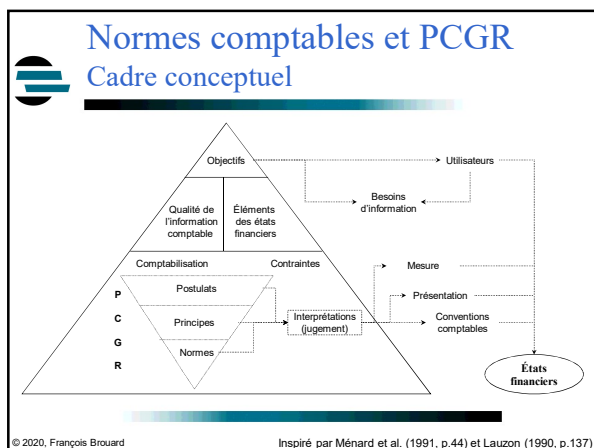 Normes comptables et PCGR
Cadre conceptuel
Objectifs
Utilisateurs
Besoins
d'information
Qualité de
l'information
comptable
Éléments
des états
financiers
Comptabilisation
Contraintes
Mesure
Postulats
Présentation
P
C
G
R
Principes
Interprétations
(jugement)
Conventions
comptables
Normes
États
financiers
© 2020, François Brouard
Inspiré par Ménard et al. (1991, p.44) et Lauzon (1990, p.137)